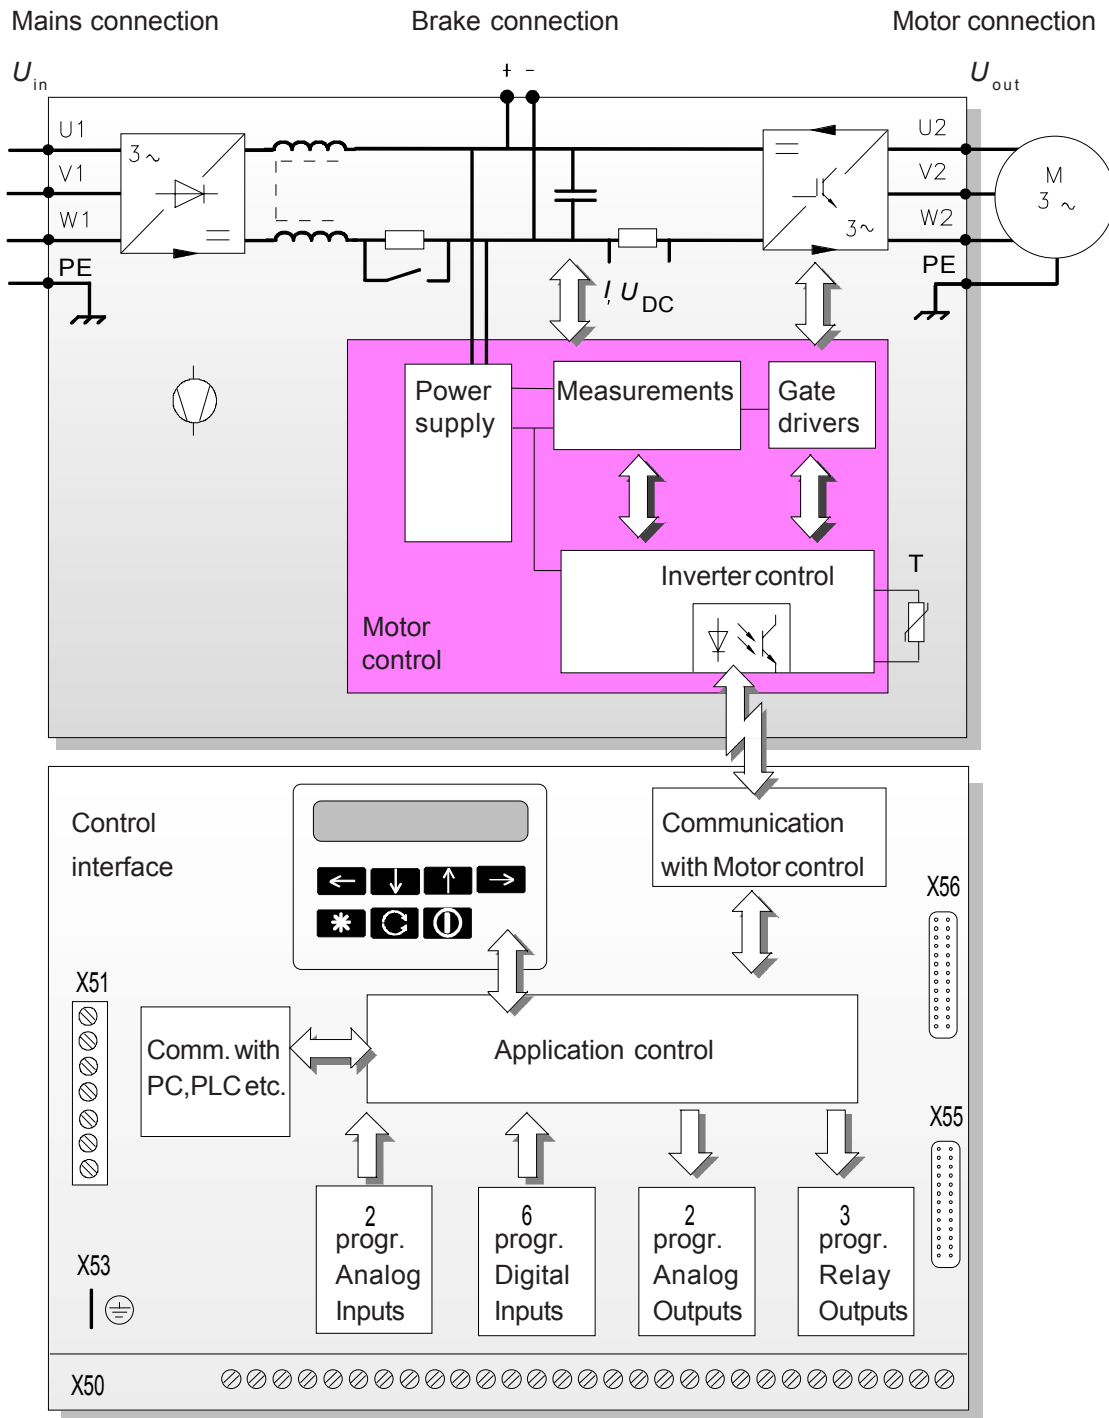 Mains connection
Brake connection
Motor connection
U in
+ -
U out
U1
V1
W1
PE
3~
=
=
3~
U2
V2
W2
PE
M
3 ~
I, U DC
Power
supply
Measurements
Gate
drivers
Inverter control
T
Motor
control
Control
interface
Communication
with Motor control
X56
X51
Comm. with
PC,PLC etc.
Application control
X55
2
progr.
Analog
Inputs
6
progr.
Digital
Inputs
2
progr.
Analog
Outputs
3
progr.
Relay
Outputs
X53
X50